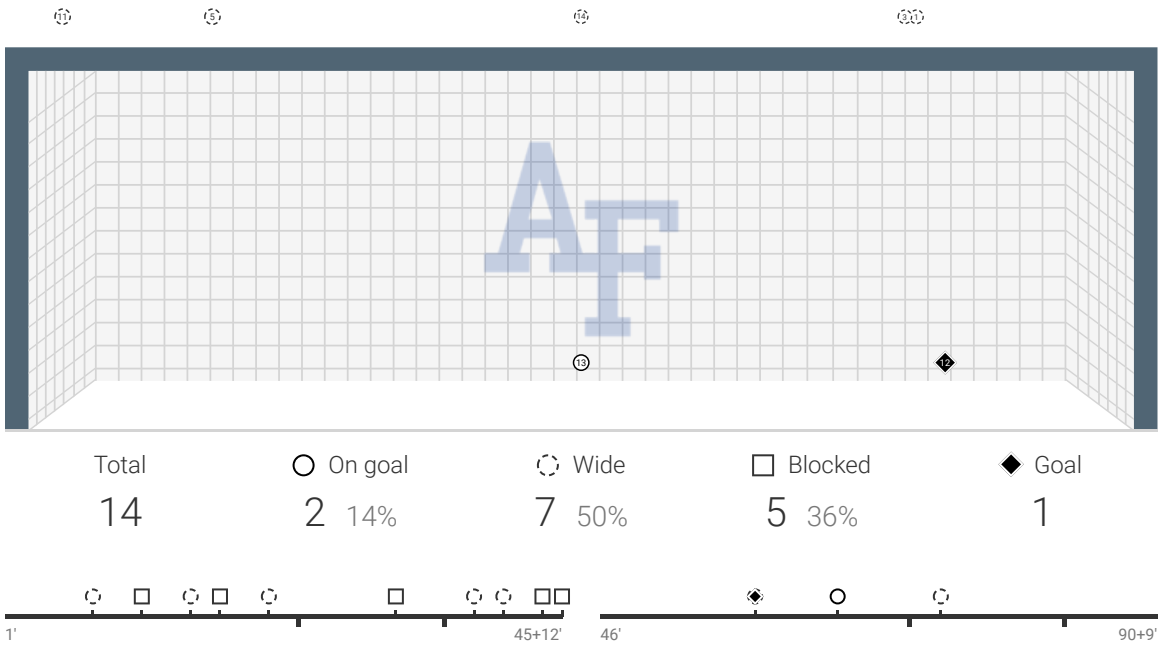 11 5 14 3 1
AF
13 12
Total On goal Wide Blocked Goal
14 2 14% 7 50% 5 36% 1
1' 45+12' 46' 90+9'